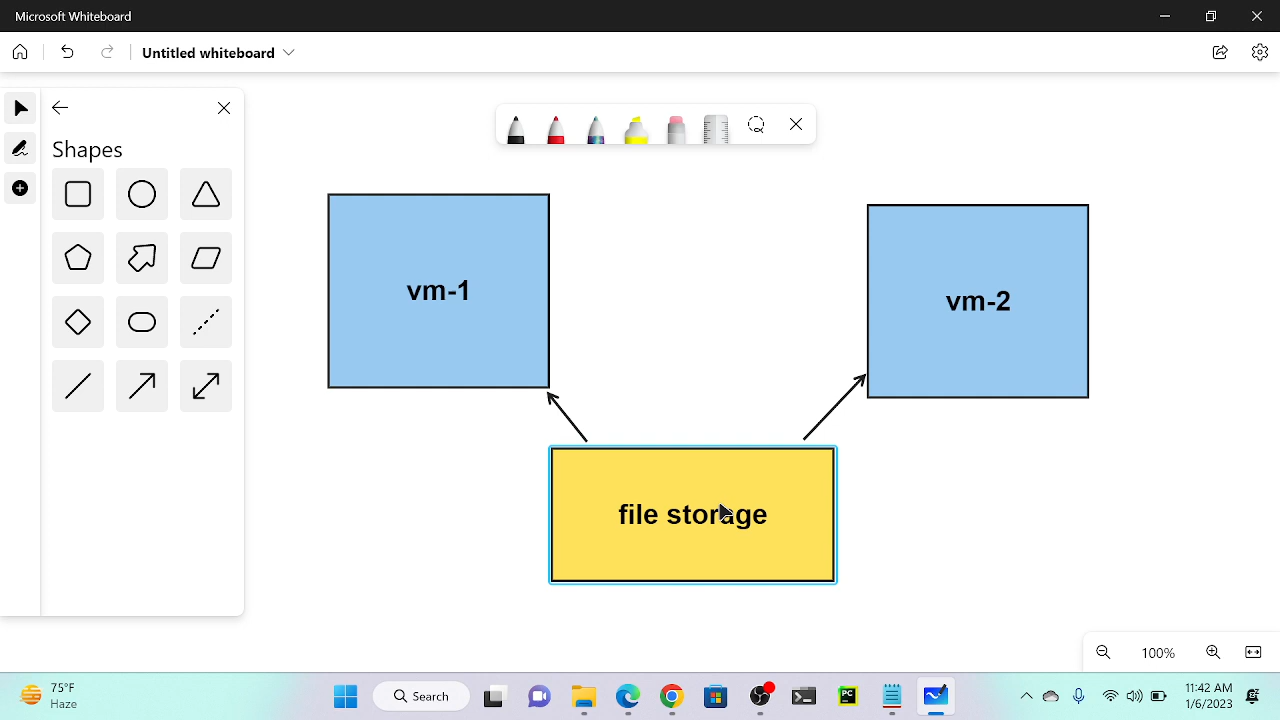 Microsoft Whiteboard
Untitled whiteboard
Shapes
vm-1
vm-2
file storage
100%
75°F
Haze
Search
PC
11:42 AM
1/6/2023